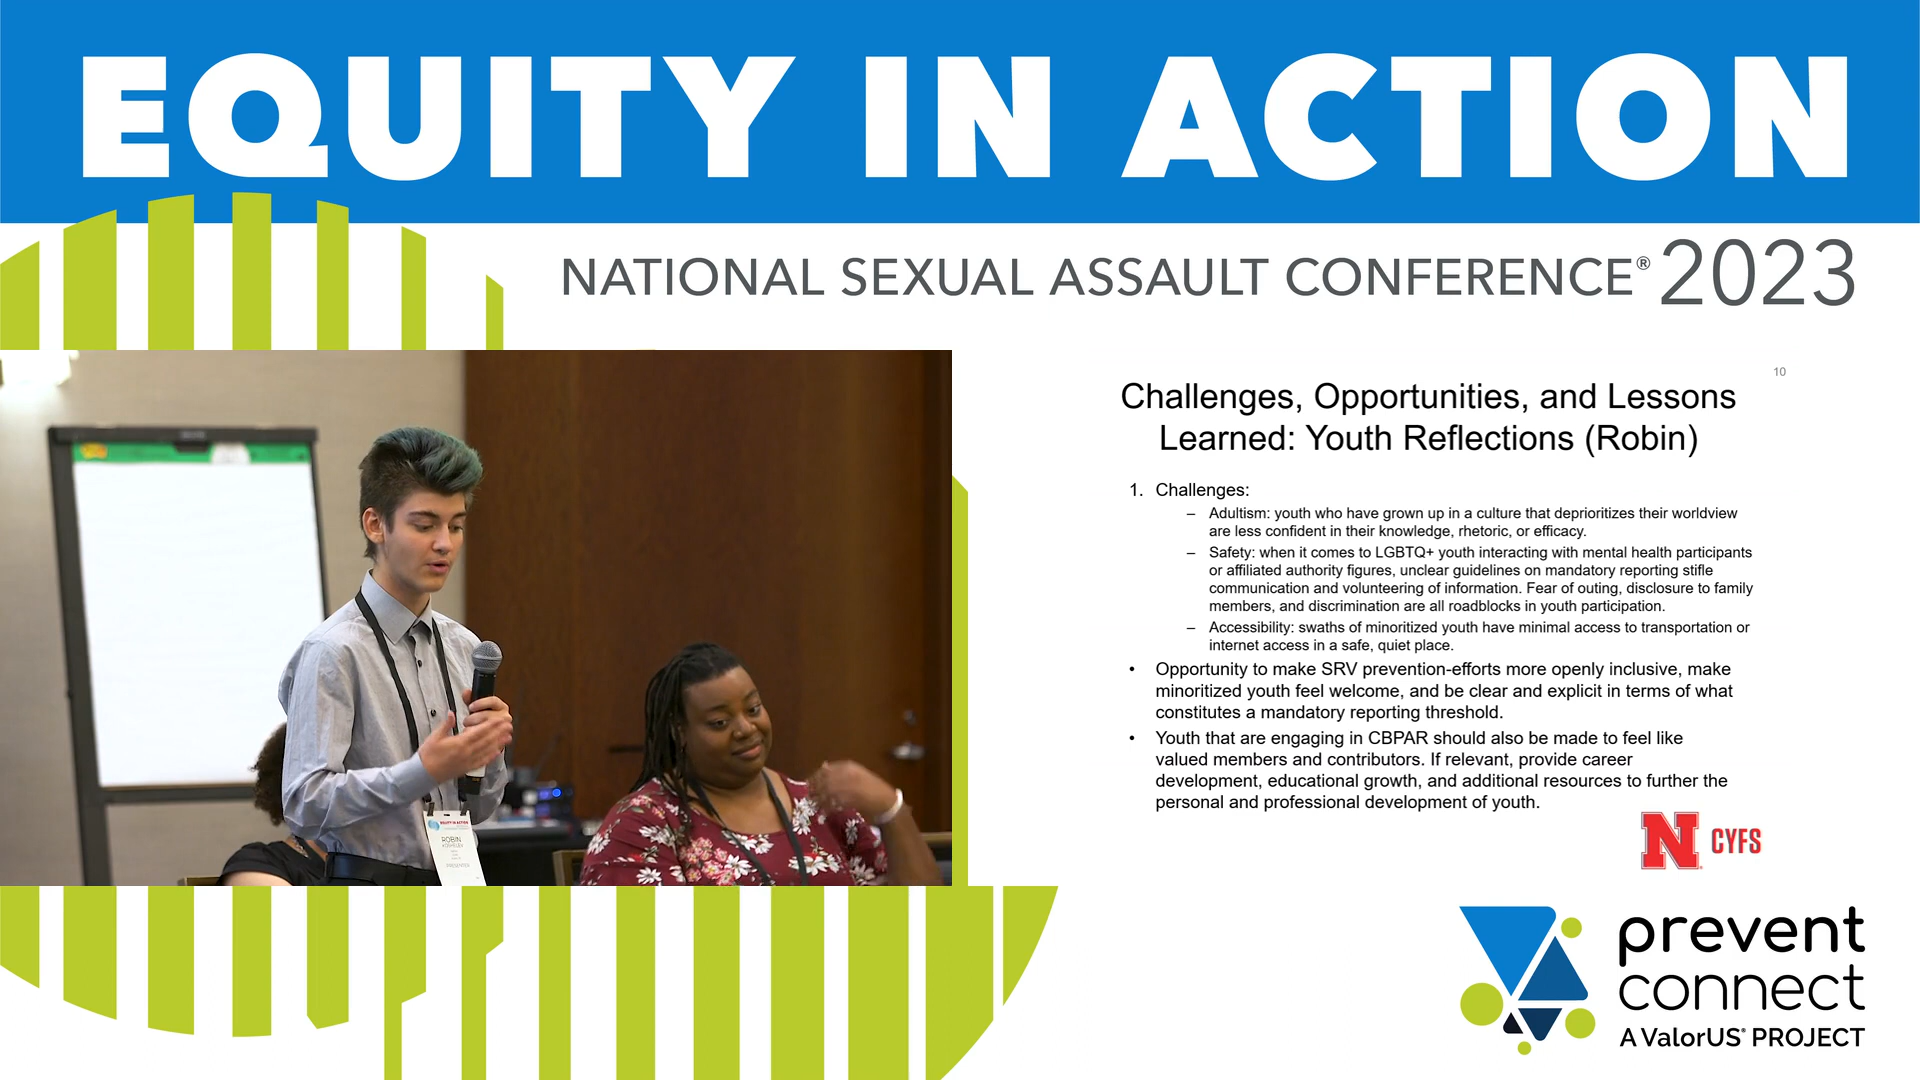 EQUITY IN ACTION
NATIONAL SEXUAL ASSAULT CONFERENCE® 2023
10
Challenges, Opportunities, and Lessons
Learned: Youth Reflections (Robin)
1. Challenges:
– Adultism: youth who have grown up in a culture that deprioritizes their worldview
are less confident in their knowledge, rhetoric, or efficacy.
– Safety: when it comes to LGBTQ+ youth interacting with mental health participants
or affiliated authority figures, unclear guidelines on mandatory reporting stifle
communication and volunteering of information. Fear of outing, disclosure to family
members, and discrimination are all roadblocks in youth participation.
– Accessibility: swaths of minoritized youth have minimal access to transportation or
internet access in a safe, quiet place.
• Opportunity to make SRV prevention-efforts more openly inclusive, make
minoritized youth feel welcome, and be clear and explicit in terms of what
constitutes a mandatory reporting threshold.
• Youth that are engaging in CBPAR should also be made to feel like
valued members and contributors. If relevant, provide career
development, educational growth, and additional resources to further the
personal and professional development of youth.
N CYFS
EQUITY IN ACTION
ROBIN
PRESENTER
prevent
connect
A ValorUS® PROJECT